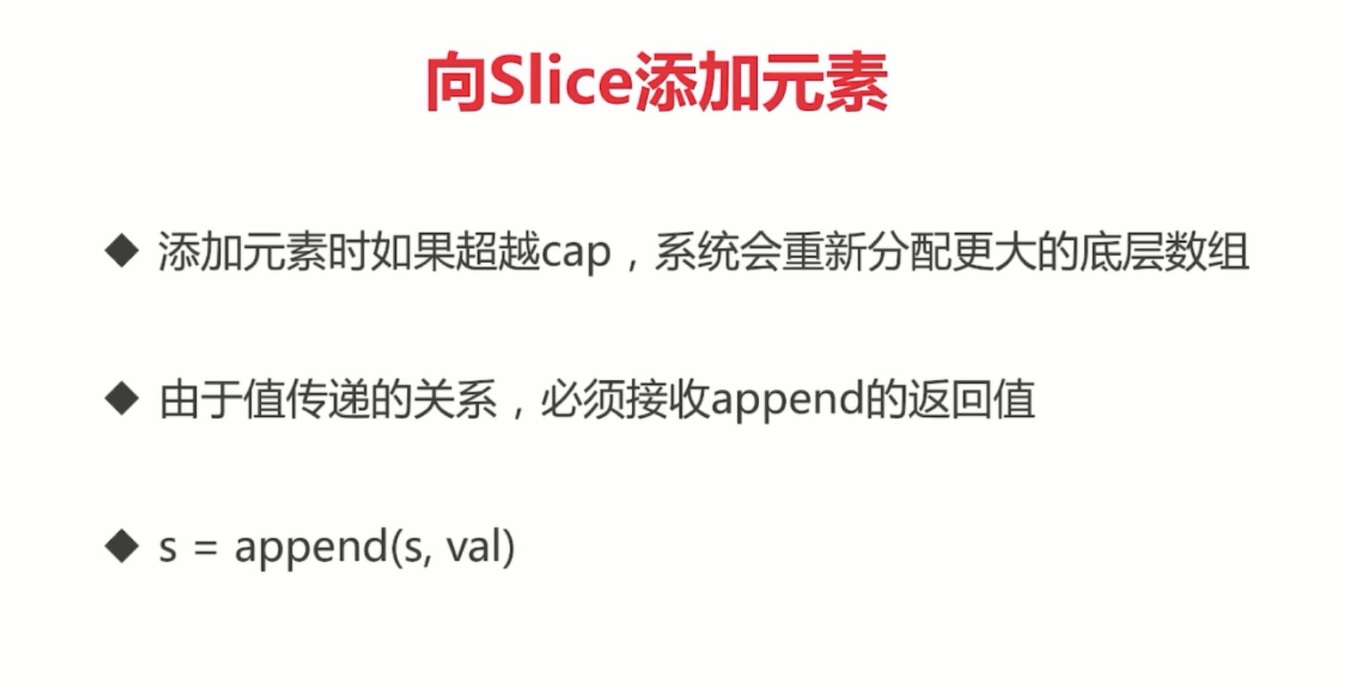 向Slice添加元素
◆ 添加元素时如果超越cap，系统会重新分配更大的底层数组
◆ 由于值传递的关系，必须接收append的返回值
◆ s = append(s, val)